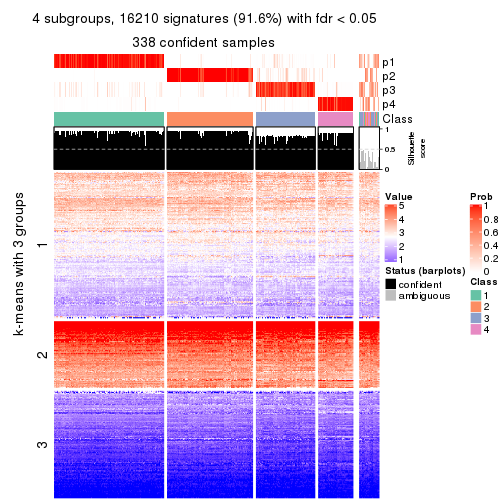 4 subgroups, 16210 signatures (91.6%) with fdr < 0.05
338 confident samples
p1
p2
p3
p4
Class
1
0.5
0
Silhouette
score
k-means with 3 groups
1
2
3
Value
5
4
3
2
1
Status (barplots)
confident
ambiguous
Prob
1
0.8
0.6
0.4
0.2
0
Class
1
2
3
4